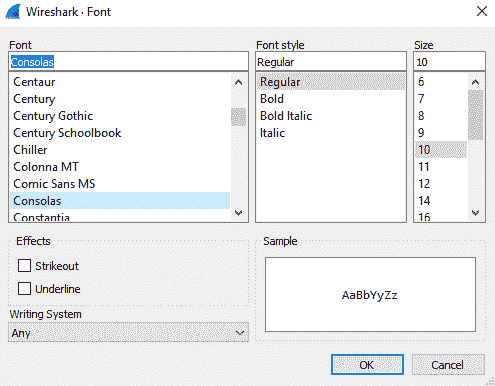 Wireshark · Font
Font
Font style
Size
Consolas
Regular
10
Centaur
Century
Century Gothic
Century Schoolbook
Chiller
Colonna MT
Comic Sans MS
Consolas
Constantia
Regular
Bold
Bold Italic
Italic
6
7
8
9
10
11
12
14
16
Effects
Strikeout
Underline
Writing System
Any
Sample
AaBbYyZz
OK
Cancel